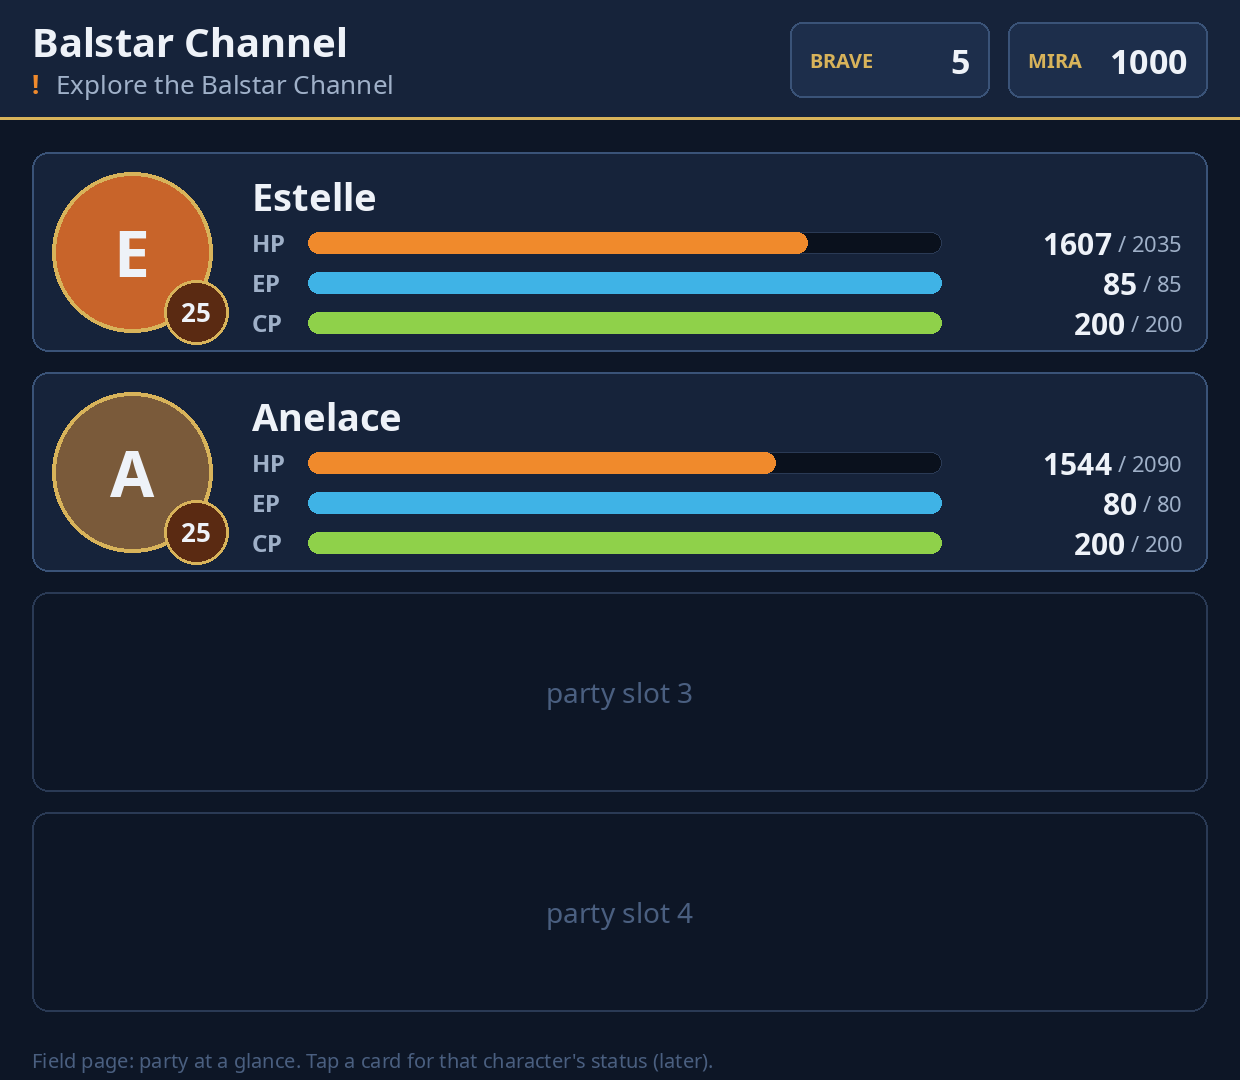 Balstar Channel
! Explore the Balstar Channel
BRAVE 5
MIRA 1000
E
25
Estelle
HP 1607 / 2035
EP 85 / 85
CP 200 / 200
A
25
Anelace
HP 1544 / 2090
EP 80 / 80
CP 200 / 200
party slot 3
party slot 4
Field page: party at a glance. Tap a card for that character's status (later).